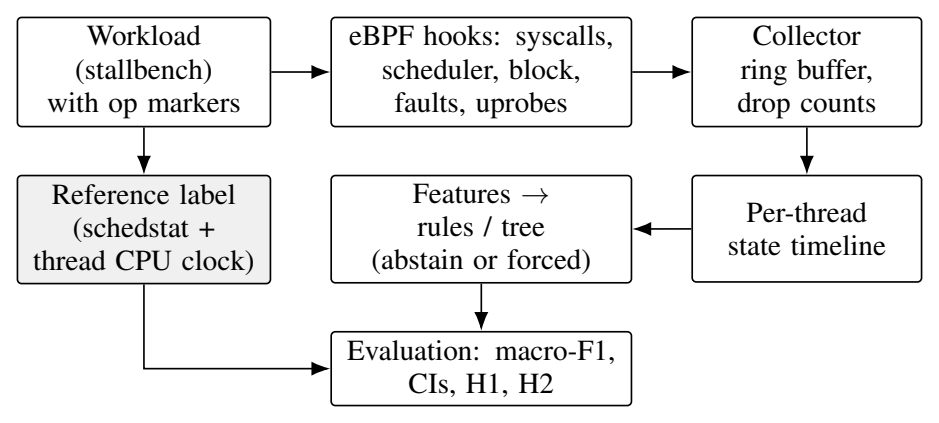 Workload
(stallbench)
with op markers
eBPF hooks: syscalls,
scheduler, block,
faults, uprobes
Collector
ring buffer,
drop counts
Reference label
(schedstat +
thread CPU clock)
Features →
rules / tree
(abstain or forced)
Per-thread
state timeline
Evaluation: macro-F1,
CIs, H1, H2